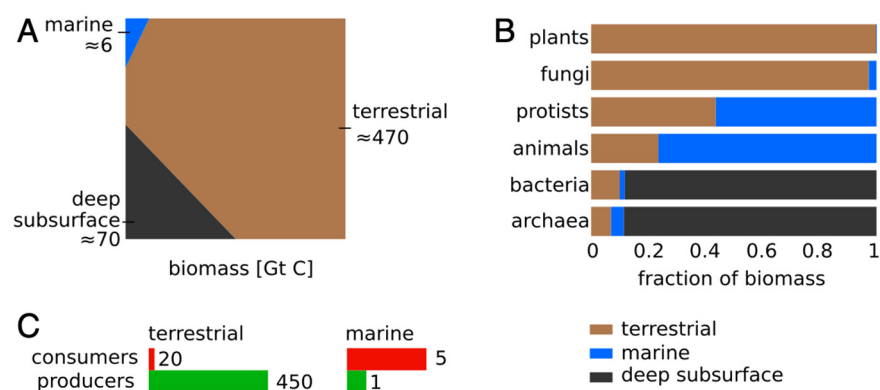 A
marine
≈6
terrestrial
≈470
deep
subsurface
≈70
biomass [Gt C]
B
plants
fungi
protists
animals
bacteria
archaea
0 0.2 0.4 0.6 0.8 1
fraction of biomass
terrestrial
marine
deep subsurface
C
terrestrial marine
consumers 20 5
producers 450 1